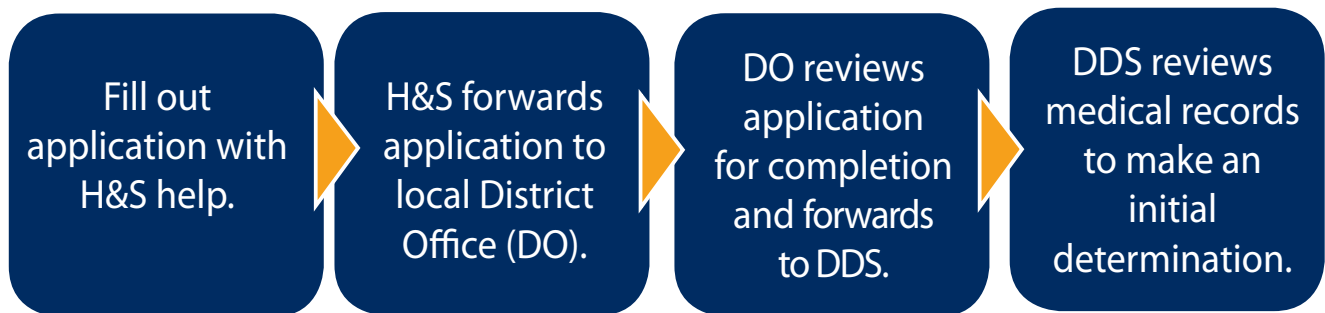 Fill out
application with
H&S help.
H&S forwards
application to
local District
Office (DO).
DO reviews
application
for completion
and forwards
to DDS.
DDS reviews
medical records
to make an
initial
determination.